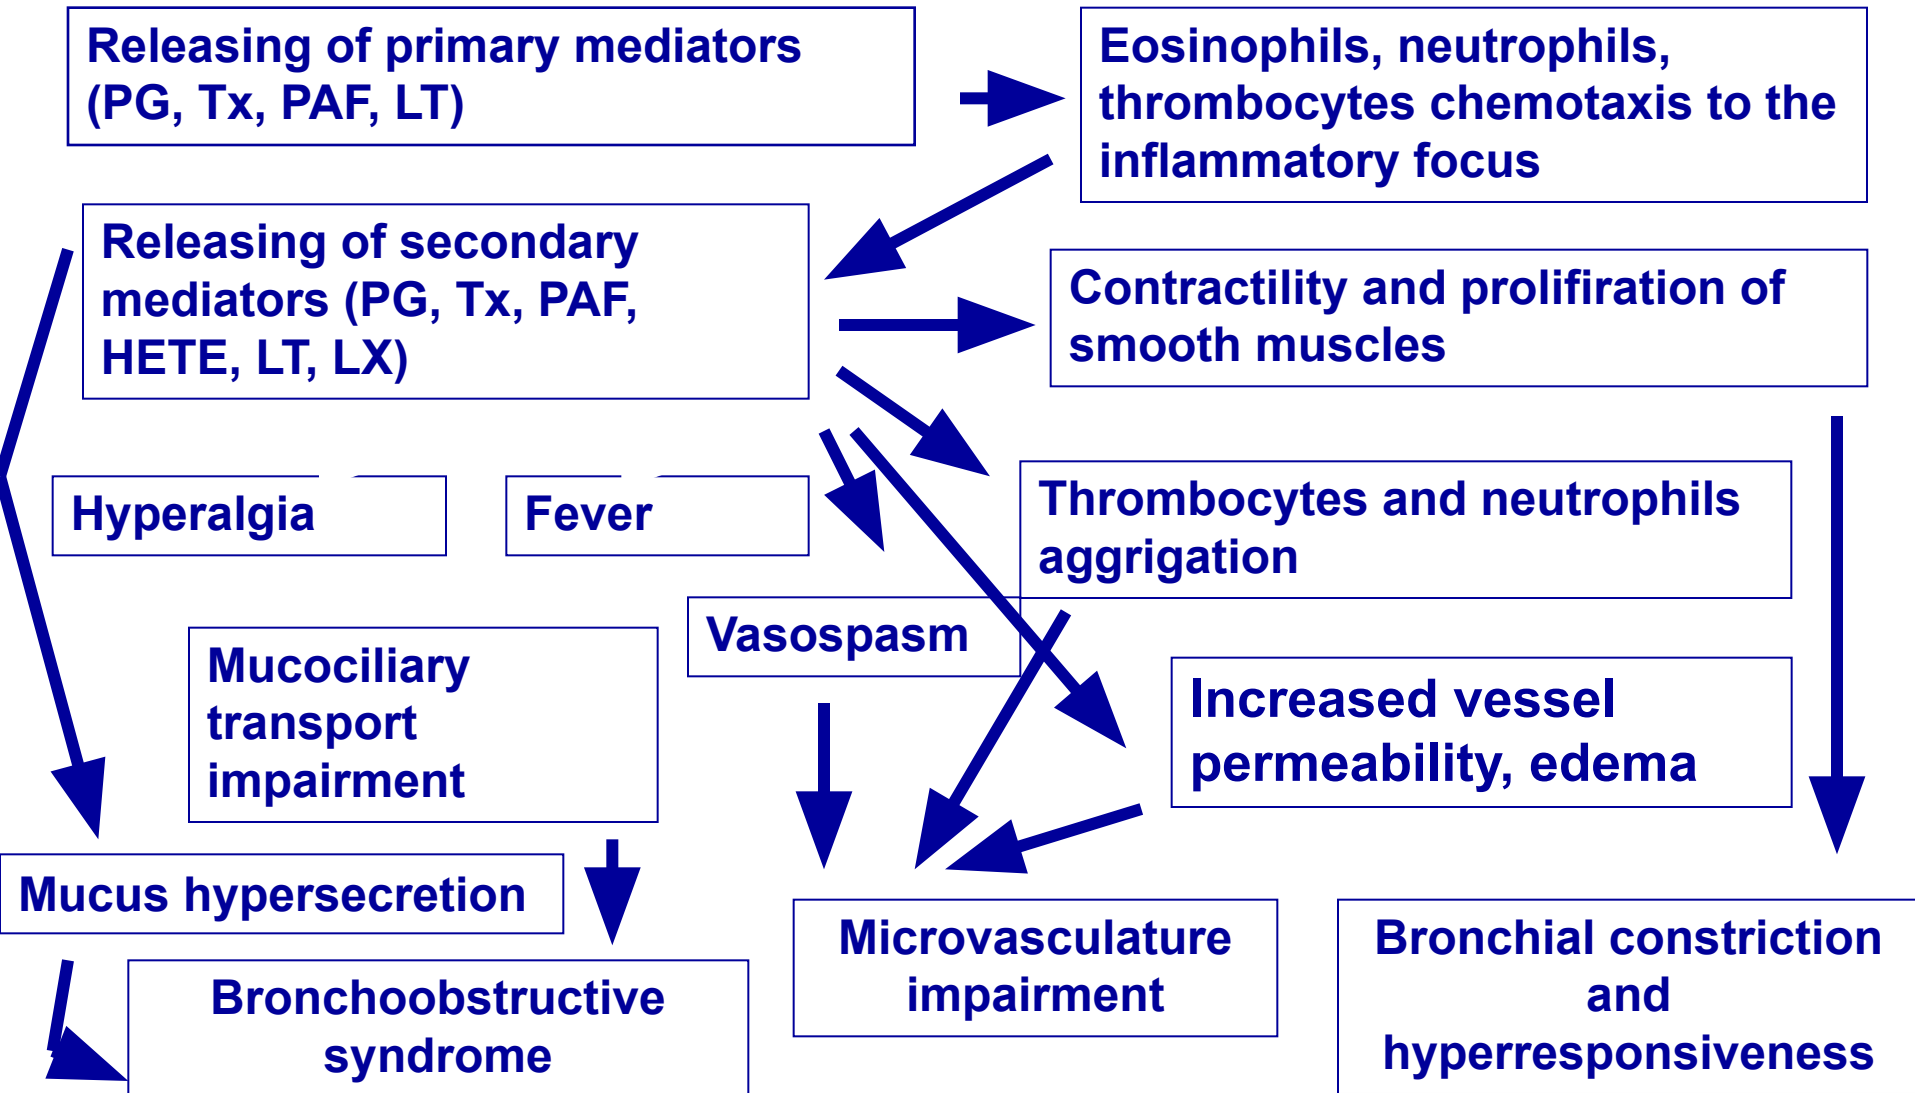 Releasing of primary mediators
(PG, Tx, PAF, LT)
Eosinophils, neutrophils,
thrombocytes chemotaxis to the
inflammatory focus
Releasing of secondary
mediators (PG, Tx, PAF,
HETE, LT, LX)
Contractility and prolifiration of
smooth muscles
Hyperalgia
Fever
Thrombocytes and neutrophils
aggrigation
Vasospasm
Mucociliary
transport
impairment
Increased vessel
permeability, edema
Mucus hypersecretion
Microvasculature
impairment
Bronchial constriction
and
hyperresponsiveness
Bronchoobstructive
syndrome